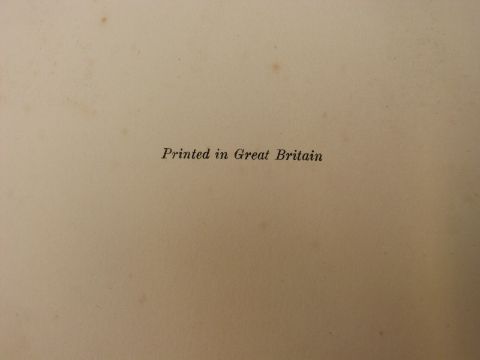 Printed in Great Britain